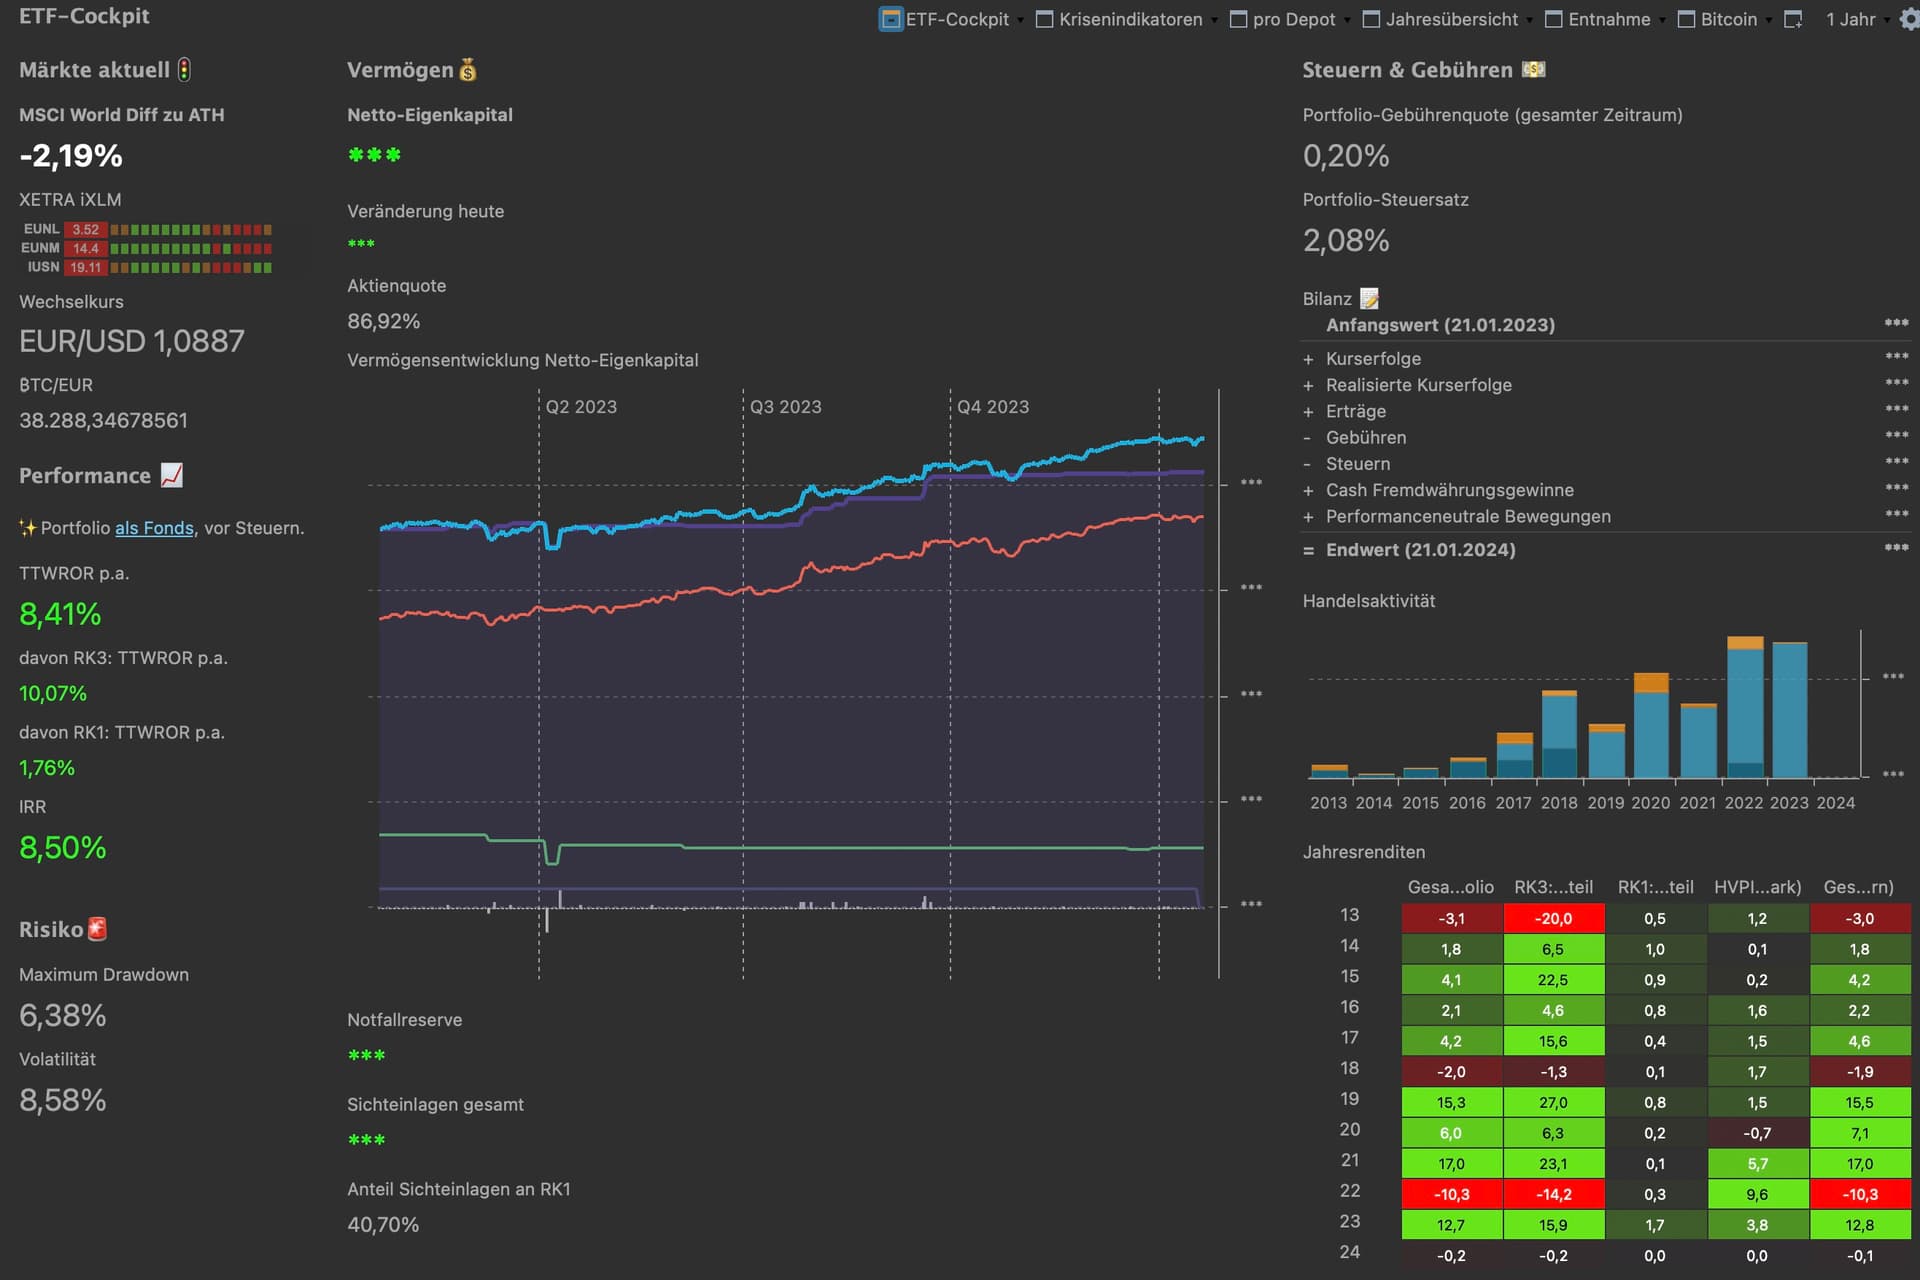 ETF-Cockpit
ETF-Cockpit
Krisenindikatoren
pro Depot
Jahresübersicht
Entnahme
Bitcoin
1 Jahr
Märkte aktuell🚦
MSCI World Diff zu ATH
-2,19%
XETRA iXLM
EUNL 3.52
EUNM 14.4
IUSN 19.11
Wechselkurs
EUR/USD 1,0887
₿TC/EUR
38.288,34678561
Performance 📈
✨Portfolio als Fonds, vor Steuern.
TTWROR p.a.
8,41%
davon RK3: TTWROR p.a.
10,07%
davon RK1: TTWROR p.a.
1,76%
IRR
8,50%
Risiko🚨
Maximum Drawdown
6,38%
Volatilität
8,58%
Vermögen💰
Netto-Eigenkapital
***
Veränderung heute
***
Aktienquote
86,92%
Vermögensentwicklung Netto-Eigenkapital
Q2 2023
Q3 2023
Q4 2023
***
***
***
***
***
Notfallreserve
***
Sichteinlagen gesamt
***
Anteil Sichteinlagen an RK1
40,70%
Steuern & Gebühren 💵
Portfolio-Gebührenquote (gesamter Zeitraum)
0,20%
Portfolio-Steuersatz
2,08%
Bilanz 📝
Anfangswert (21.01.2023) ***
+ Kurserfolge ***
+ Realisierte Kurserfolge ***
+ Erträge ***
- Gebühren ***
- Steuern ***
+ Cash Fremdwährungsgewinne ***
+ Performanceneutrale Bewegungen ***
= Endwert (21.01.2024) ***
Handelsaktivität
***
***
2013 2014 2015 2016 2017 2018 2019 2020 2021 2022 2023 2024
Jahresrenditen
Gesa...olio RK3:...teil RK1:...teil HVPI...ark) Ges...rn)
13 -3,1 -20,0 0,5 1,2 -3,0
14 1,8 6,5 1,0 0,1 1,8
15 4,1 22,5 0,9 0,2 4,2
16 2,1 4,6 0,8 1,6 2,2
17 4,2 15,6 0,4 1,5 4,6
18 -2,0 -1,3 0,1 1,7 -1,9
19 15,3 27,0 0,8 1,5 15,5
20 6,0 6,3 0,2 -0,7 7,1
21 17,0 23,1 0,1 5,7 17,0
22 -10,3 -14,2 0,3 9,6 -10,3
23 12,7 15,9 1,7 3,8 12,8
24 -0,2 -0,2 0,0 0,0 -0,1